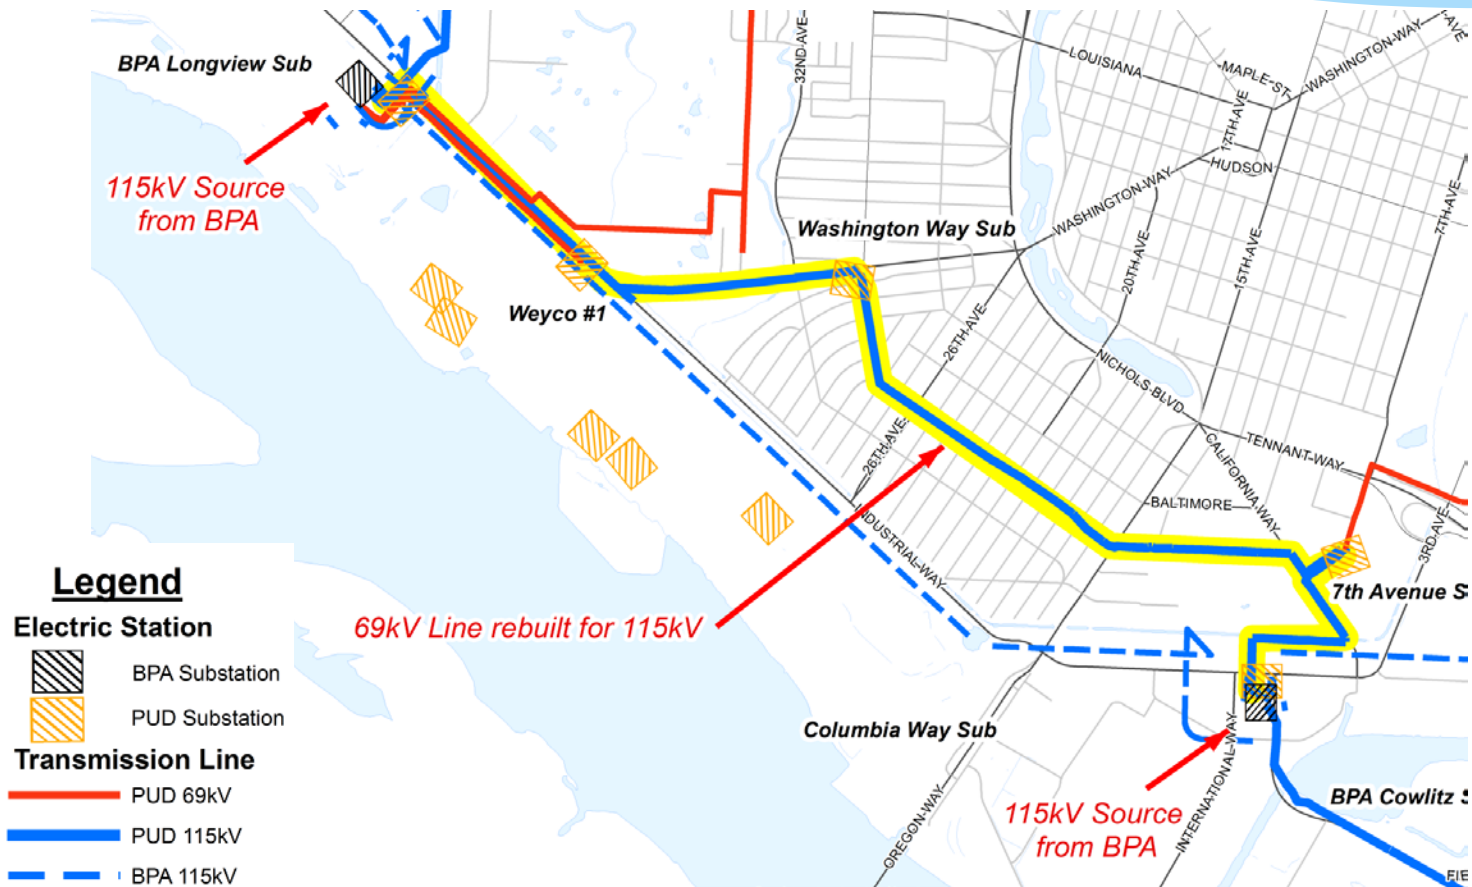 BPA Longview Sub
115kV Source
from BPA
32ND-AVE
LOUISIANA
MAPLE-ST
WASHINGTON-WAY
AVE
17TH-AVE
HUDSON
WASHINGTON-WAY
7TH-AVE
Washington Way Sub
20TH-AVE
15TH-AVE
Weyco #1
26TH-AVE
NICHOLS-BLVD
26TH-AVE
CALIFORNIA-WAY
TENNANT-WAY
BALTIMORE
INDUSTRIAL-WAY
3RD-AVE
7th Avenue S
69kV Line rebuilt for 115kV
Columbia Way Sub
INTERNATIONAL-WAY
OREGON-WAY
BPA Cowlitz S
115kV Source
from BPA
FIE
Legend
Electric Station
BPA Substation
PUD Substation
Transmission Line
PUD 69kV
PUD 115kV
BPA 115kV